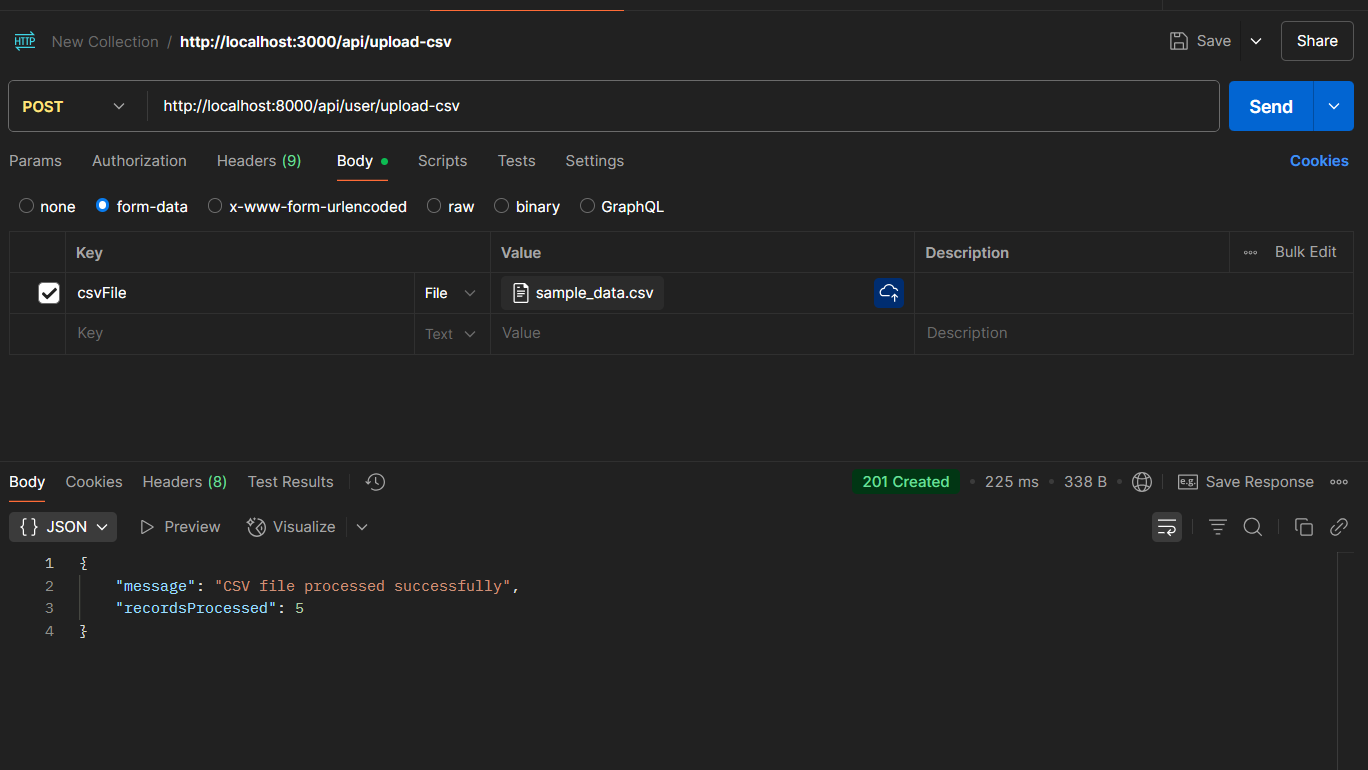 HTTP New Collection / http://localhost:3000/api/upload-csv Save Share
POST http://localhost:8000/api/user/upload-csv Send
Params Authorization Headers (9) Body Scripts Tests Settings Cookies
none form-data x-www-form-urlencoded raw binary GraphQL
Key Value Description Bulk Edit
csvFile File sample_data.csv
Key Text Value Description
Body Cookies Headers (8) Test Results 201 Created 225 ms 338 B e.g. Save Response
{} JSON Preview Visualize
1 {
2 "message": "CSV file processed successfully",
3 "recordsProcessed": 5
4 }